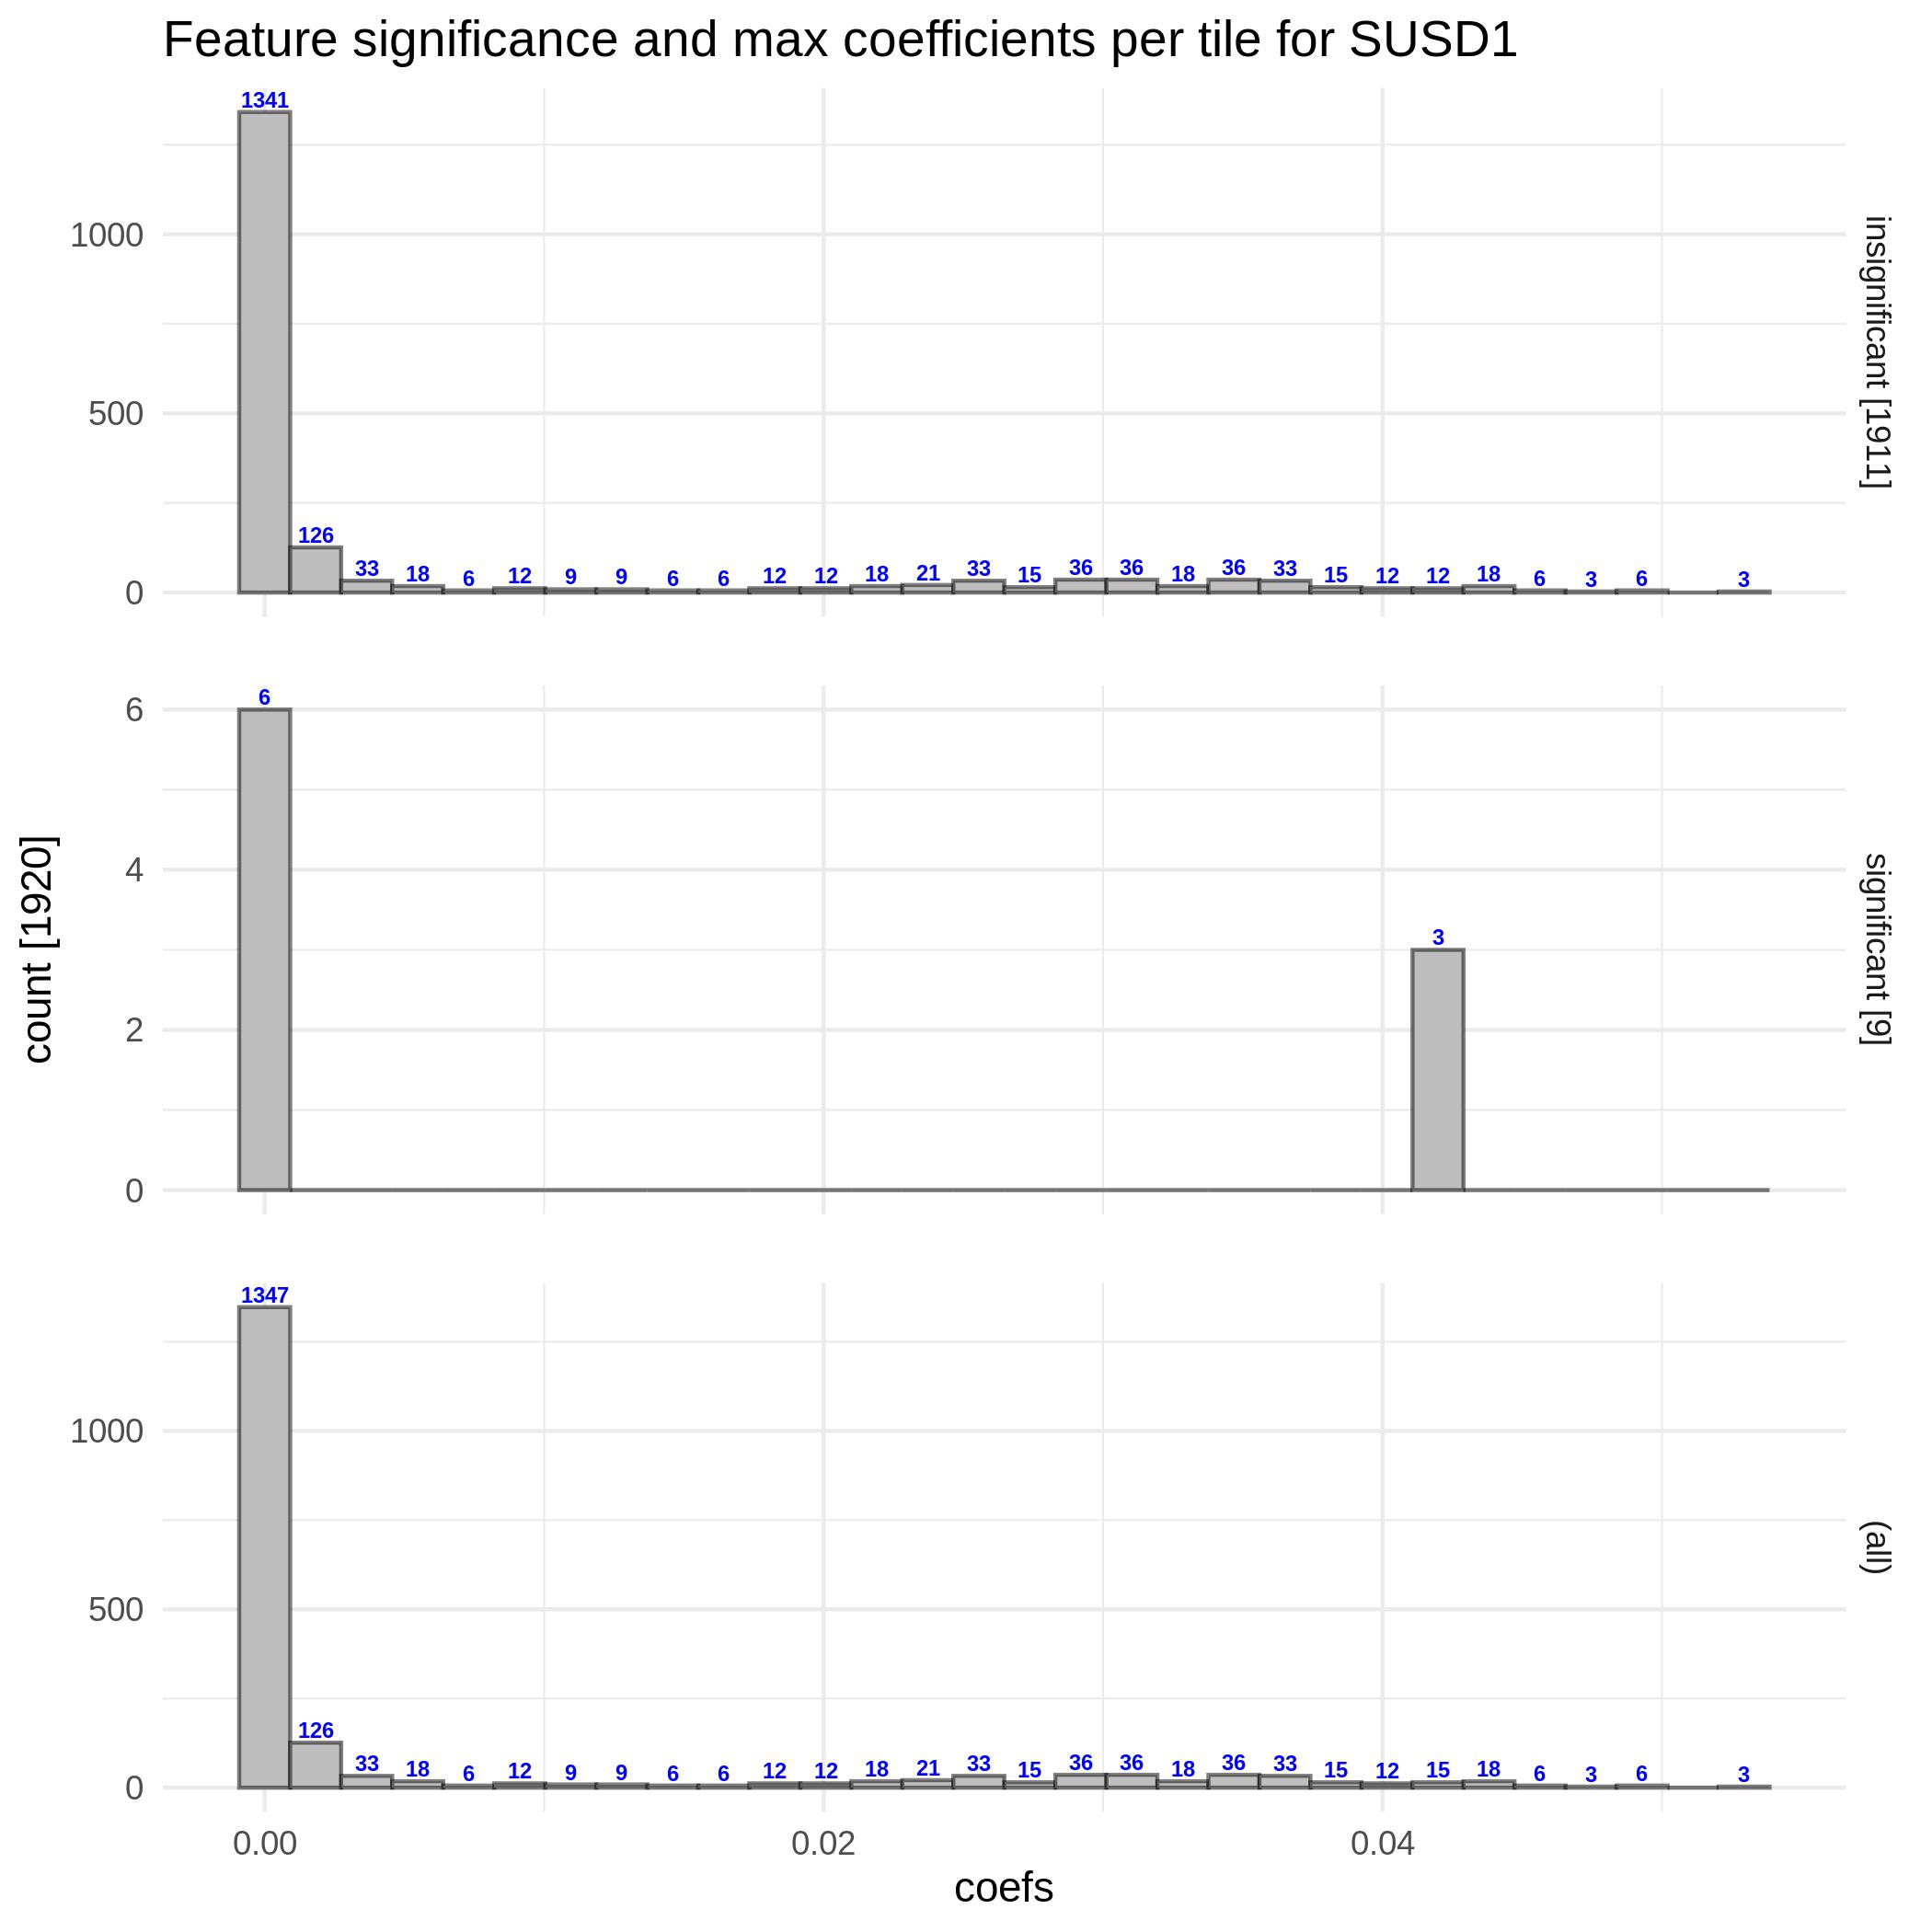 Feature significance and max coefficients per tile for SUSD1
1341
126 33 18 6 12 9 9 6 6 12 12 18 21 33 15 36 36 18 36 33 15 12 12 18 6 3 6 3
1000
500
0
insignificant [1911]
6
3
6
4
2
0
significant [9]
count [1920]
1347
126 33 18 6 12 9 9 6 6 12 12 18 21 33 15 36 36 18 36 33 15 12 15 18 6 3 6 3
1000
500
0
(all)
0.00 0.02 0.04
coefs